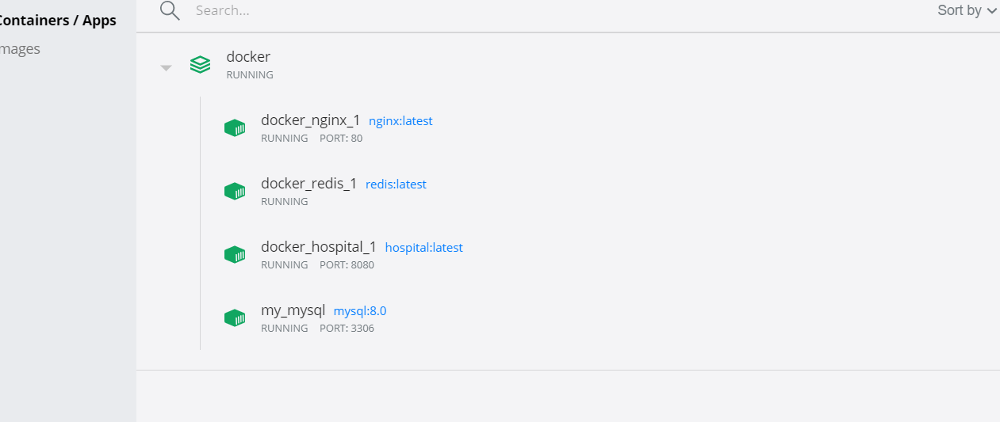 Containers / Apps
mages
Search...
Sort by
docker
RUNNING
docker_nginx_1 nginx:latest
RUNNING PORT: 80
docker_redis_1 redis:latest
RUNNING
docker_hospital_1 hospital:latest
RUNNING PORT: 8080
my_mysql mysql:8.0
RUNNING PORT: 3306